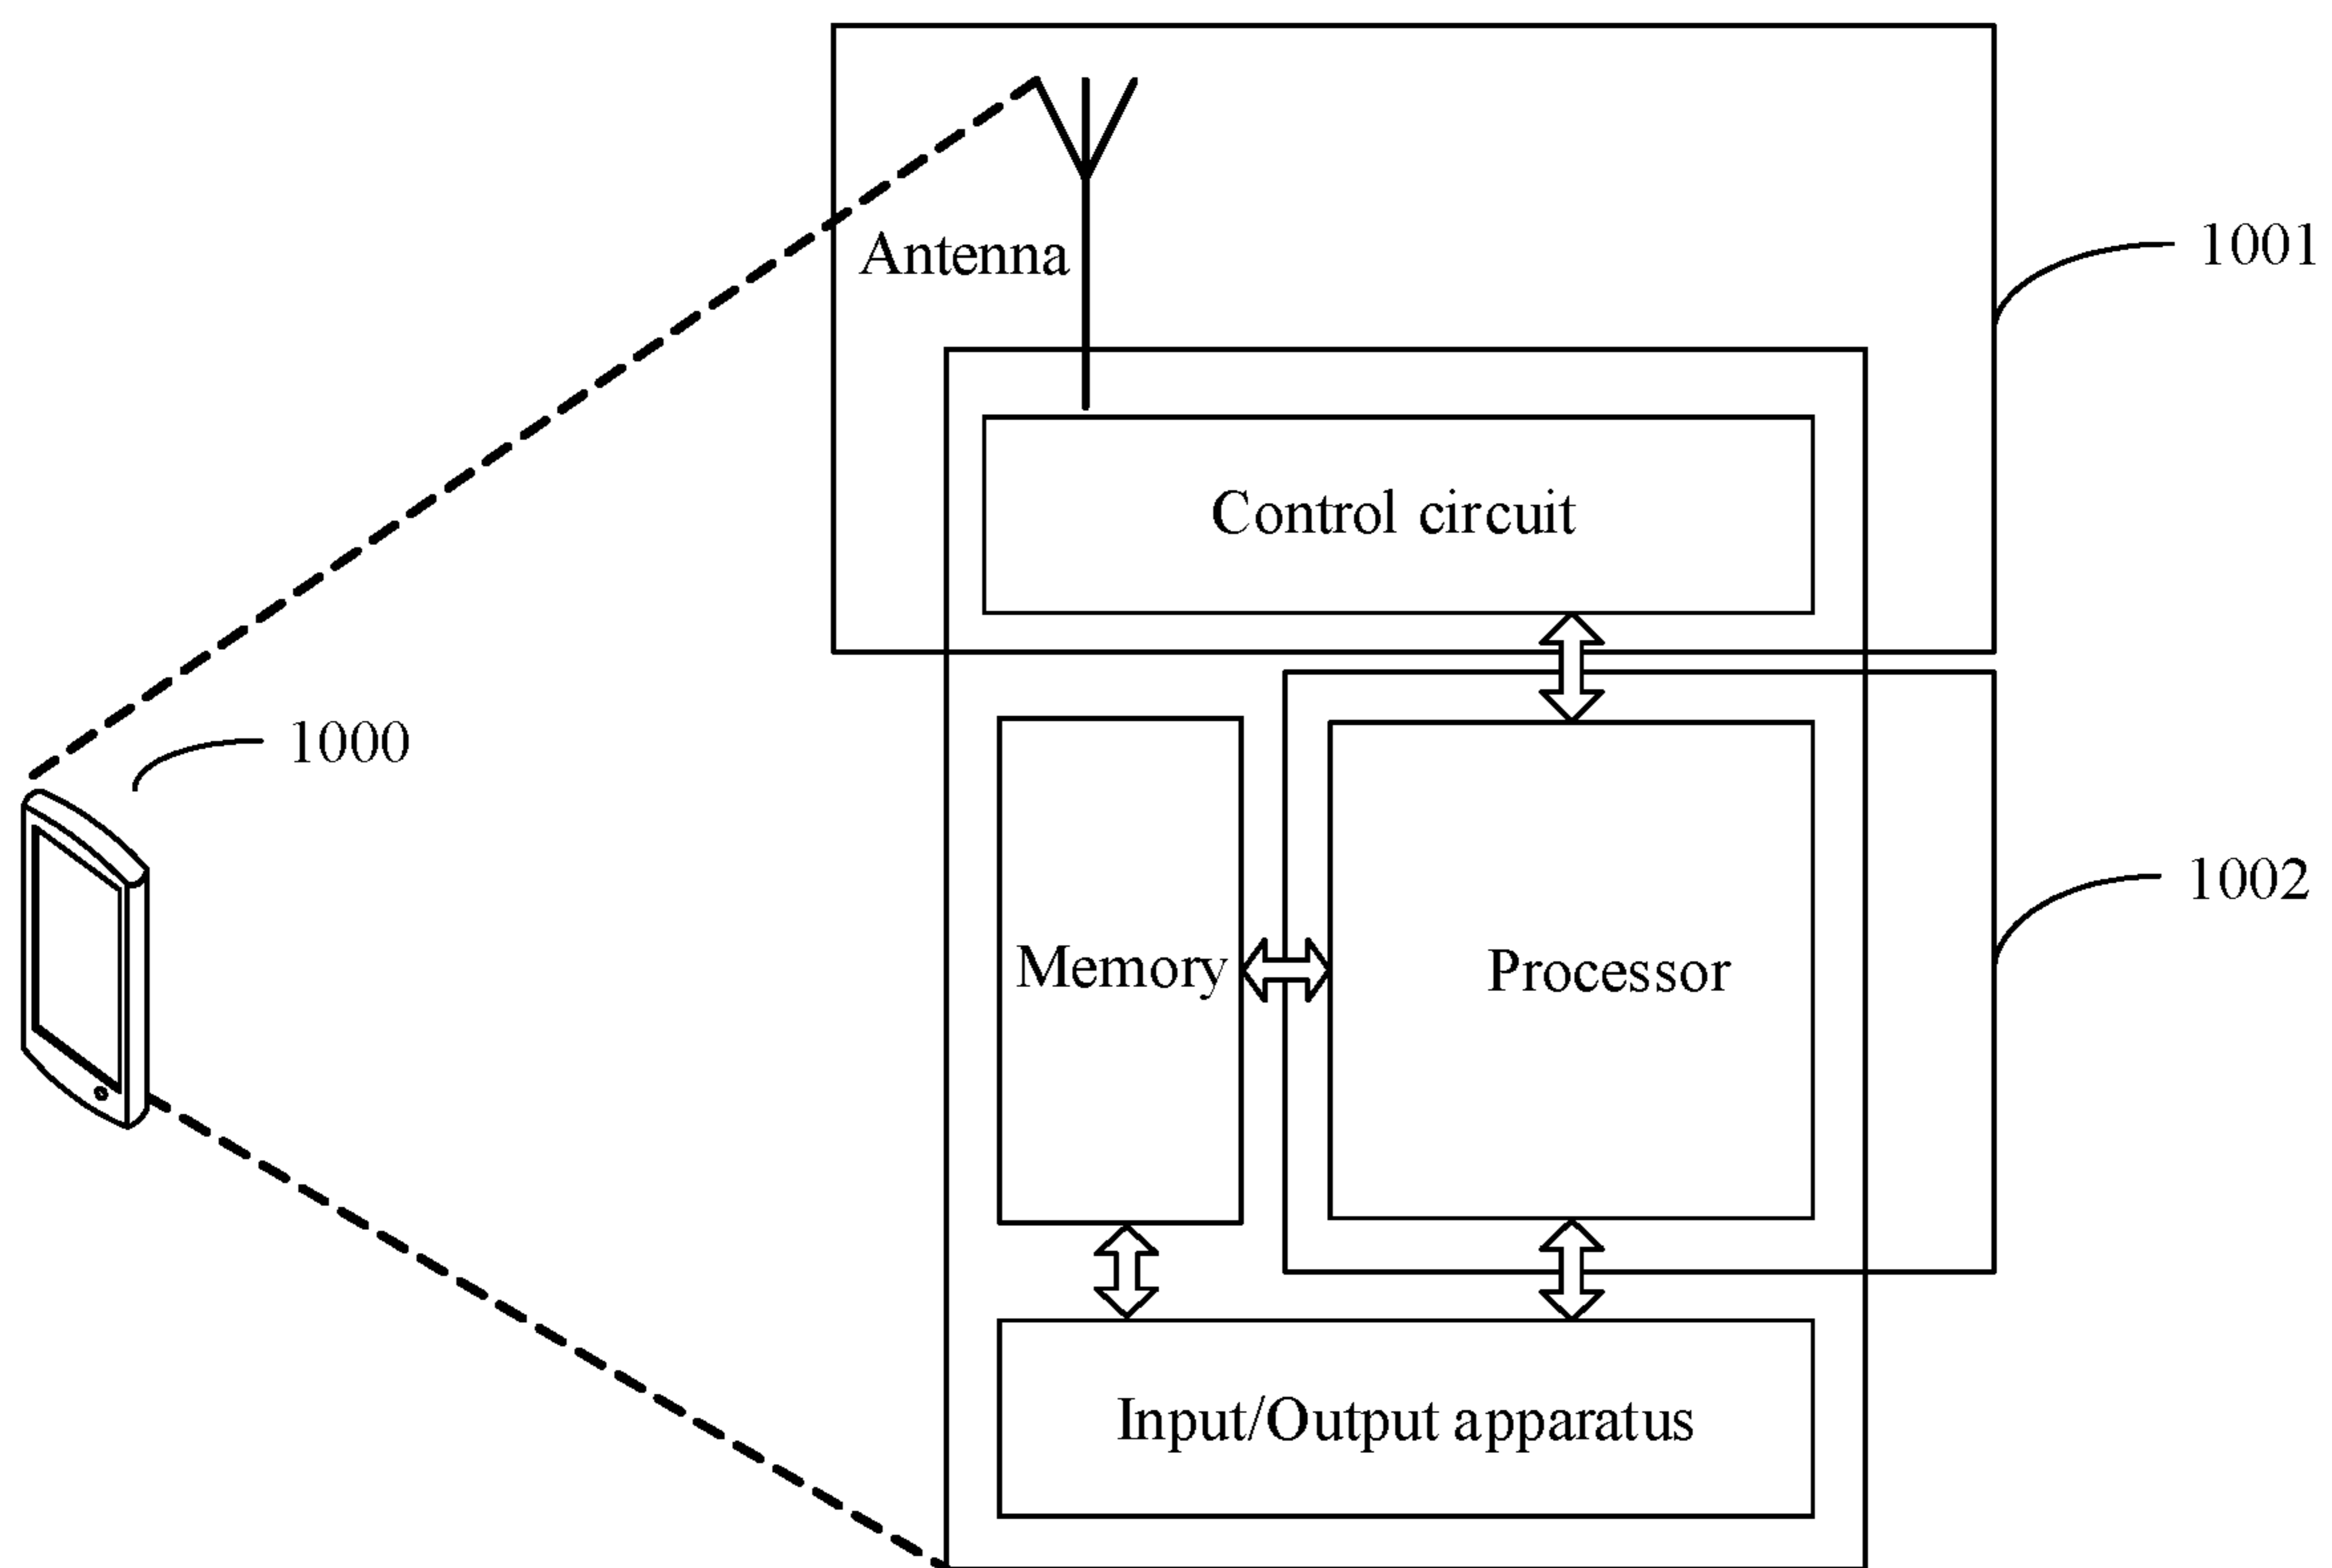 Antenna
1001
Control circuit
1000
1002
Memory
Processor
Input/Output apparatus